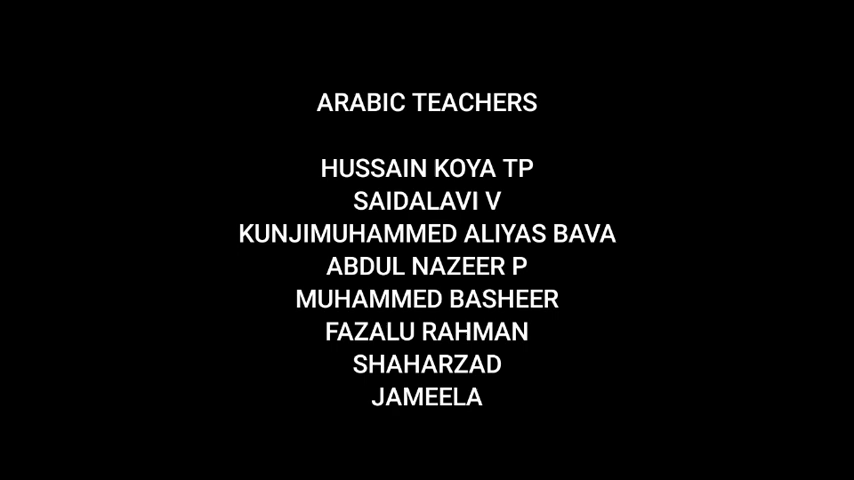 ARABIC TEACHERS
HUSSAIN KOYA TP
SAIDALAVI V
KUNJIMUHAMMED ALIYAS BAVA
ABDUL NAZEER P
MUHAMMED BASHEER
FAZALU RAHMAN
SHAHARZAD
JAMEELA